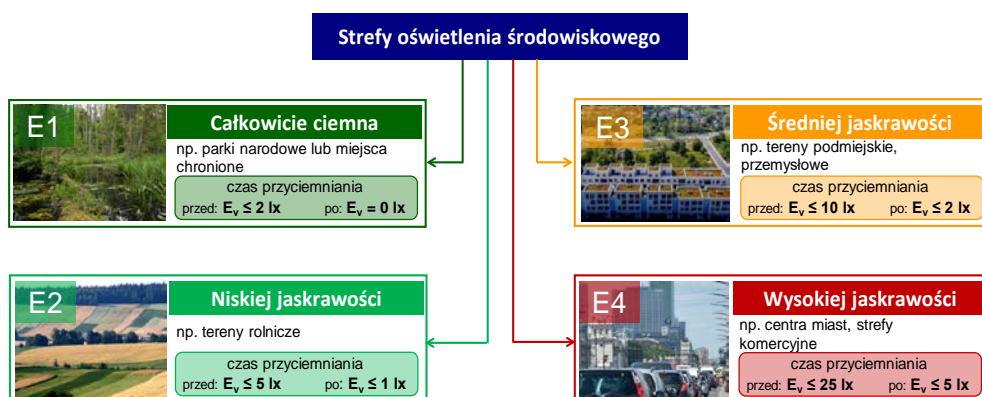 Strefy oświetlenia środowiskowego
E1
Całkowicie ciemna
np. parki narodowe lub miejsca
chronione
czas przyciemniania
przed: Eᵥ ≤ 2 lx po: Eᵥ = 0 lx
E2
Niskiej jaskrawości
np. tereny rolnicze
czas przyciemniania
przed: Eᵥ ≤ 5 lx po: Eᵥ ≤ 1 lx
E3
Średniej jaskrawości
np. tereny podmiejskie,
przemysłowe
czas przyciemniania
przed: Eᵥ ≤ 10 lx po: Eᵥ ≤ 2 lx
E4
Wysokiej jaskrawości
np. centra miast, strefy
komercyjne
czas przyciemniania
przed: Eᵥ ≤ 25 lx po: Eᵥ ≤ 5 lx